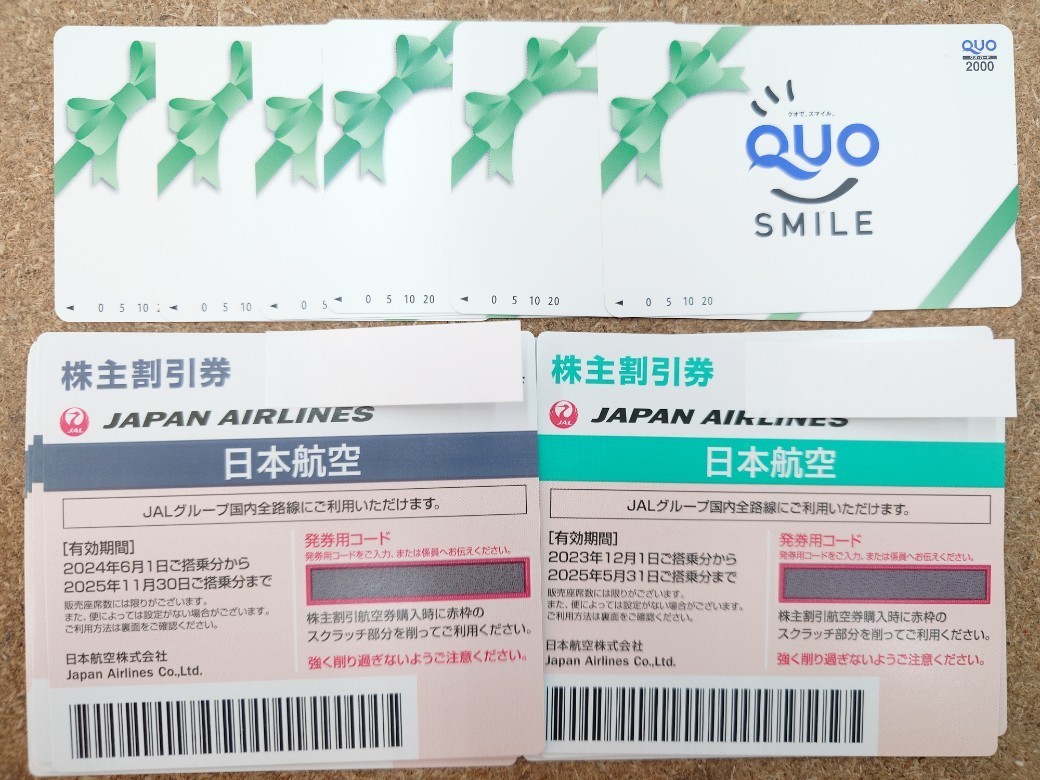 QUO
クオ・カード
2000
クオで、スマイル。
QUO
SMILE
0 5 10
0 5 10
0 5
0 5 10 20
0 5 10 20
0 5 10 20
株主割引券
JAL
JAPAN AIRLINES
日本航空
JALグループ国内全路線にご利用いただけます。
[有効期間]
2024年6月1日ご搭乗分から
2025年11月30日ご搭乗分まで
販売座席数には限りがございます。
また、便によっては設定がない場合がございます。
ご利用方法は裏面をご確認ください。
日本航空株式会社
Japan Airlines Co.,Ltd.
発券用コード
発券用コードをご入力、または係員へお伝えください。
株主割引航空券購入時に赤枠の
スクラッチ部分を削ってご利用ください。
強く削り過ぎないようご注意ください。
株主割引券
JAL
JAPAN AIRLINES
日本航空
JALグループ国内全路線にご利用いただけます。
[有効期間]
2023年12月1日ご搭乗分から
2025年5月31日ご搭乗分まで
販売座席数には限りがございます。
また、便によっては設定がない場合がございます。
ご利用方法は裏面をご確認ください。
日本航空株式会社
Japan Airlines Co.,Ltd.
発券用コード
発券用コードをご入力、または係員へお伝えください。
株主割引航空券購入時に赤枠の
スクラッチ部分を削ってご利用ください。
強く削り過ぎないようご注意ください。